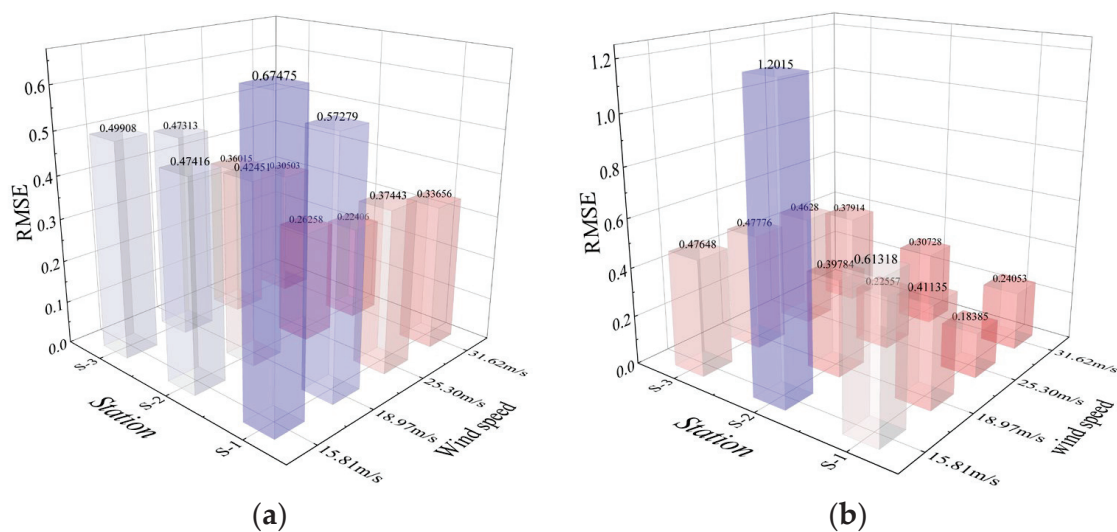 0.6
0.5
0.4
0.3
0.2
0.1
0.0
RMSE
0.49908
0.47313
0.47416
0.36015
0.42451
0.30503
0.67475
0.57279
0.26258
0.22406
0.37443
0.33656
S-3
S-2
S-1
Station
15.81m/s
18.97m/s
25.30m/s
31.62m/s
Wind speed
(a)
1.2
1.0
0.8
0.6
0.4
0.2
0.0
RMSE
1.2015
0.47648
0.47776
0.4628
0.37914
0.39784
0.61318
0.22557
0.30728
0.41135
0.18385
0.24053
S-3
S-2
S-1
Station
15.81m/s
18.97m/s
25.30m/s
31.62m/s
wind speed
(b)